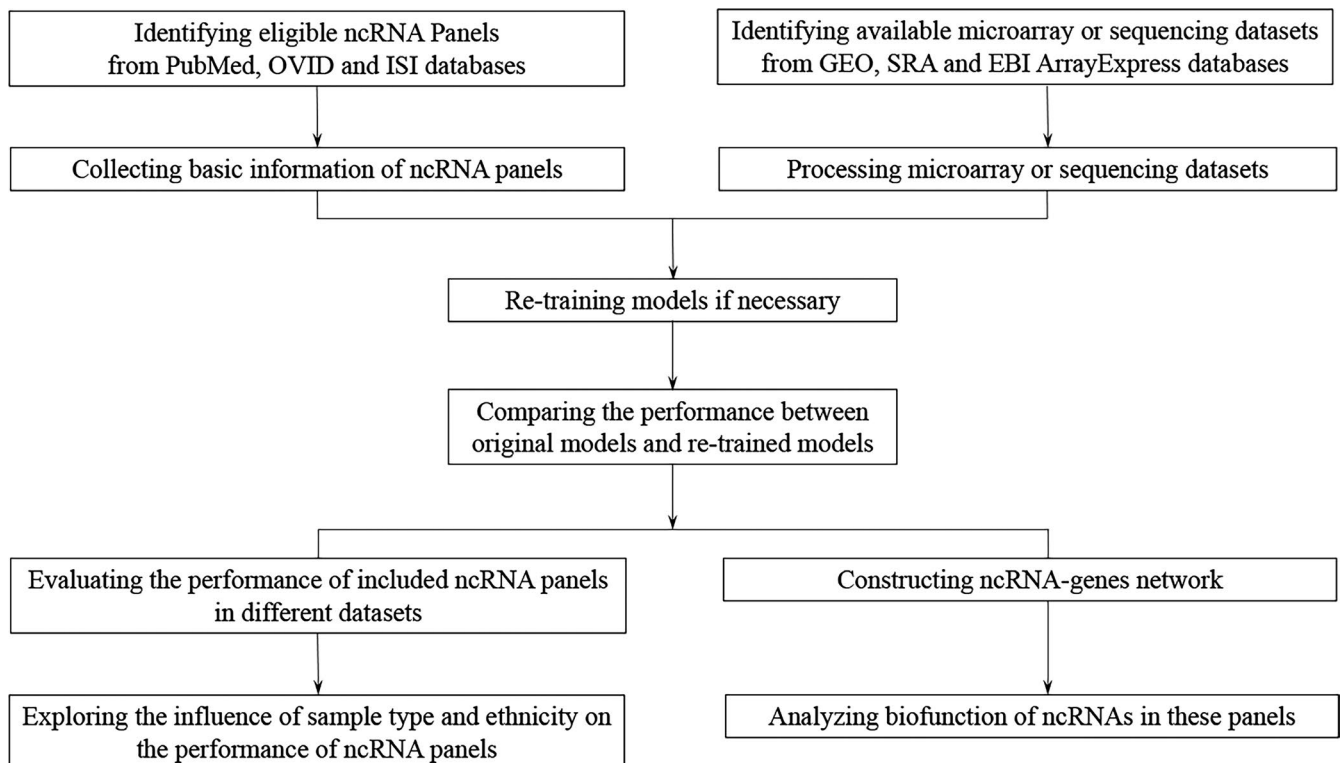 Identifying eligible ncRNA Panels
from PubMed, OVID and ISI databases
Identifying available microarray or sequencing datasets
from GEO, SRA and EBI ArrayExpress databases
Collecting basic information of ncRNA panels
Processing microarray or sequencing datasets
Re-training models if necessary
Comparing the performance between
original models and re-trained models
Evaluating the performance of included ncRNA panels
in different datasets
Constructing ncRNA-genes network
Exploring the influence of sample type and ethnicity on
the performance of ncRNA panels
Analyzing biofunction of ncRNAs in these panels